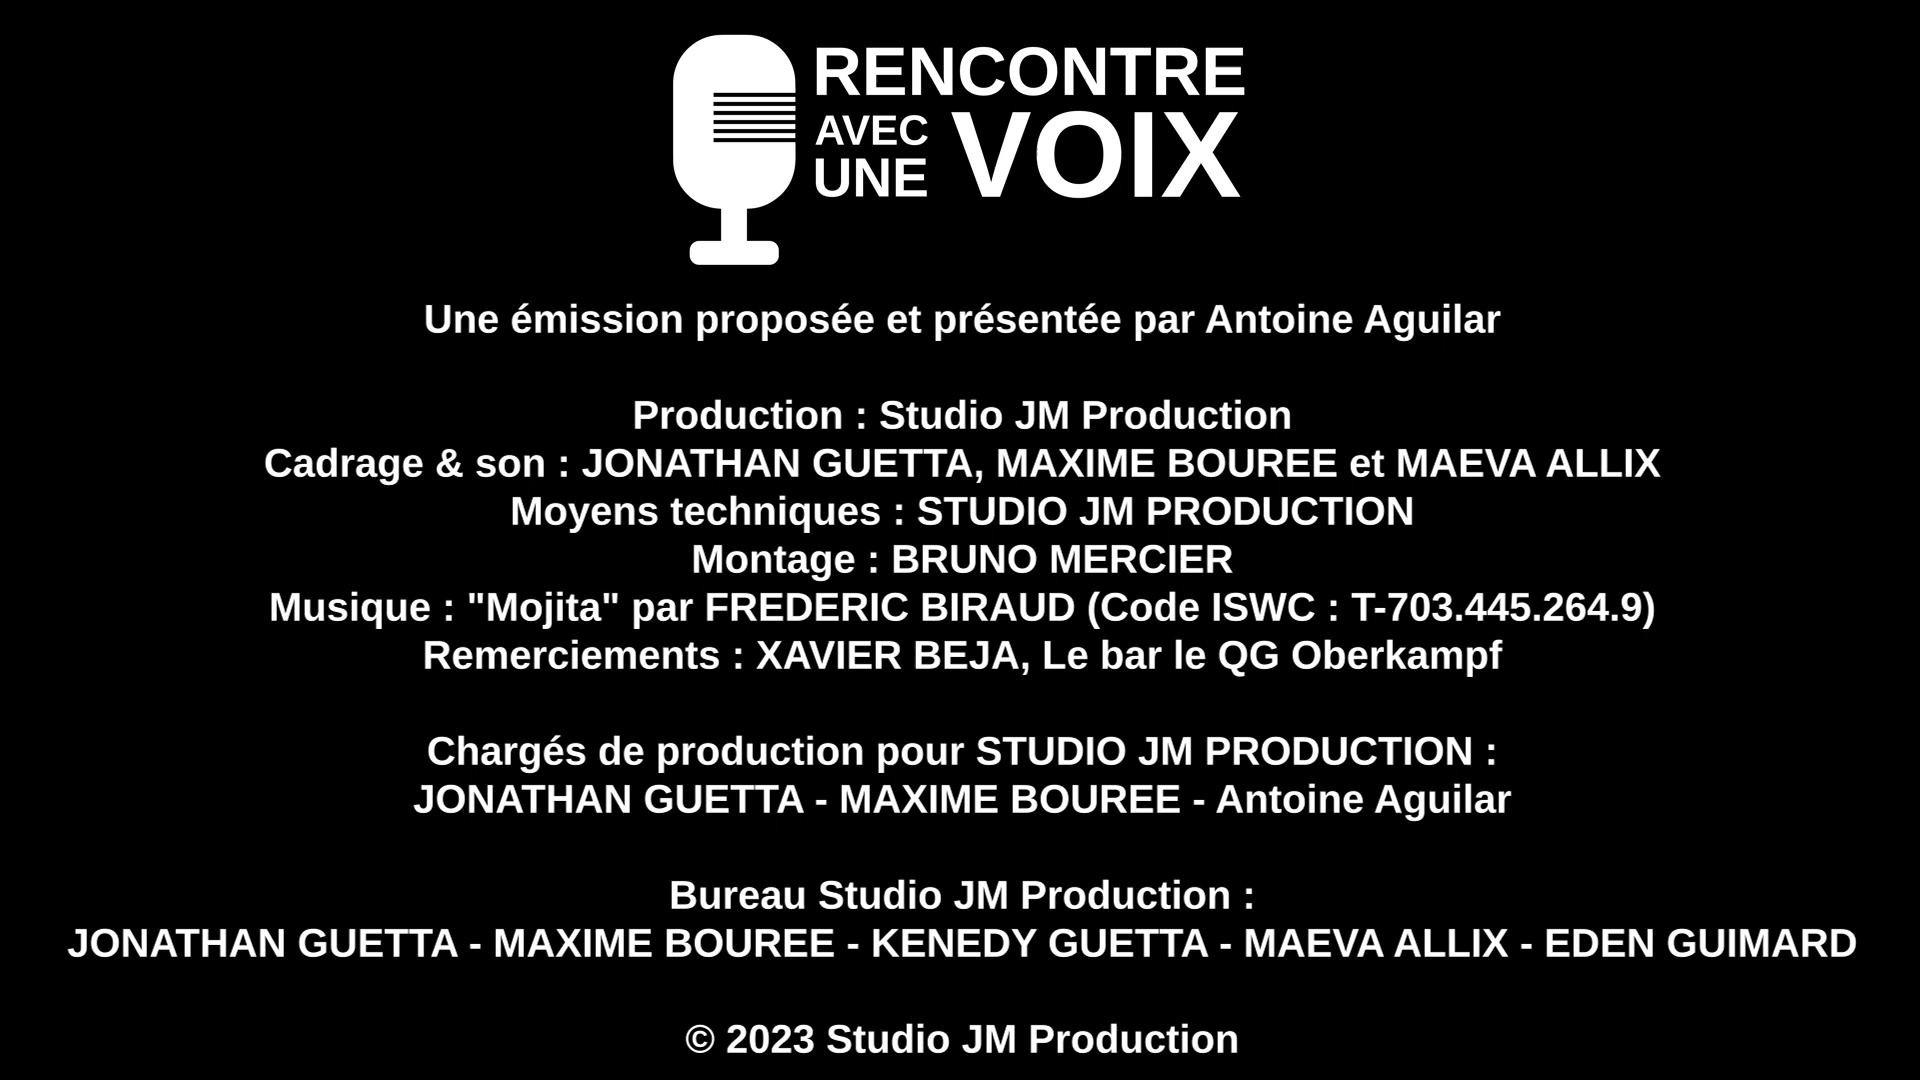 RENCONTRE
AVEC
UNE VOIX
Une émission proposée et présentée par Antoine Aguilar
Production : Studio JM Production
Cadrage & son : JONATHAN GUETTA, MAXIME BOUREE et MAEVA ALLIX
Moyens techniques : STUDIO JM PRODUCTION
Montage : BRUNO MERCIER
Musique : "Mojita" par FREDERIC BIRAUD (Code ISWC : T-703.445.264.9)
Remerciements : XAVIER BEJA, Le bar le QG Oberkampf
Chargés de production pour STUDIO JM PRODUCTION :
JONATHAN GUETTA - MAXIME BOUREE - Antoine Aguilar
Bureau Studio JM Production :
JONATHAN GUETTA - MAXIME BOUREE - KENEDY GUETTA - MAEVA ALLIX - EDEN GUIMARD
© 2023 Studio JM Production